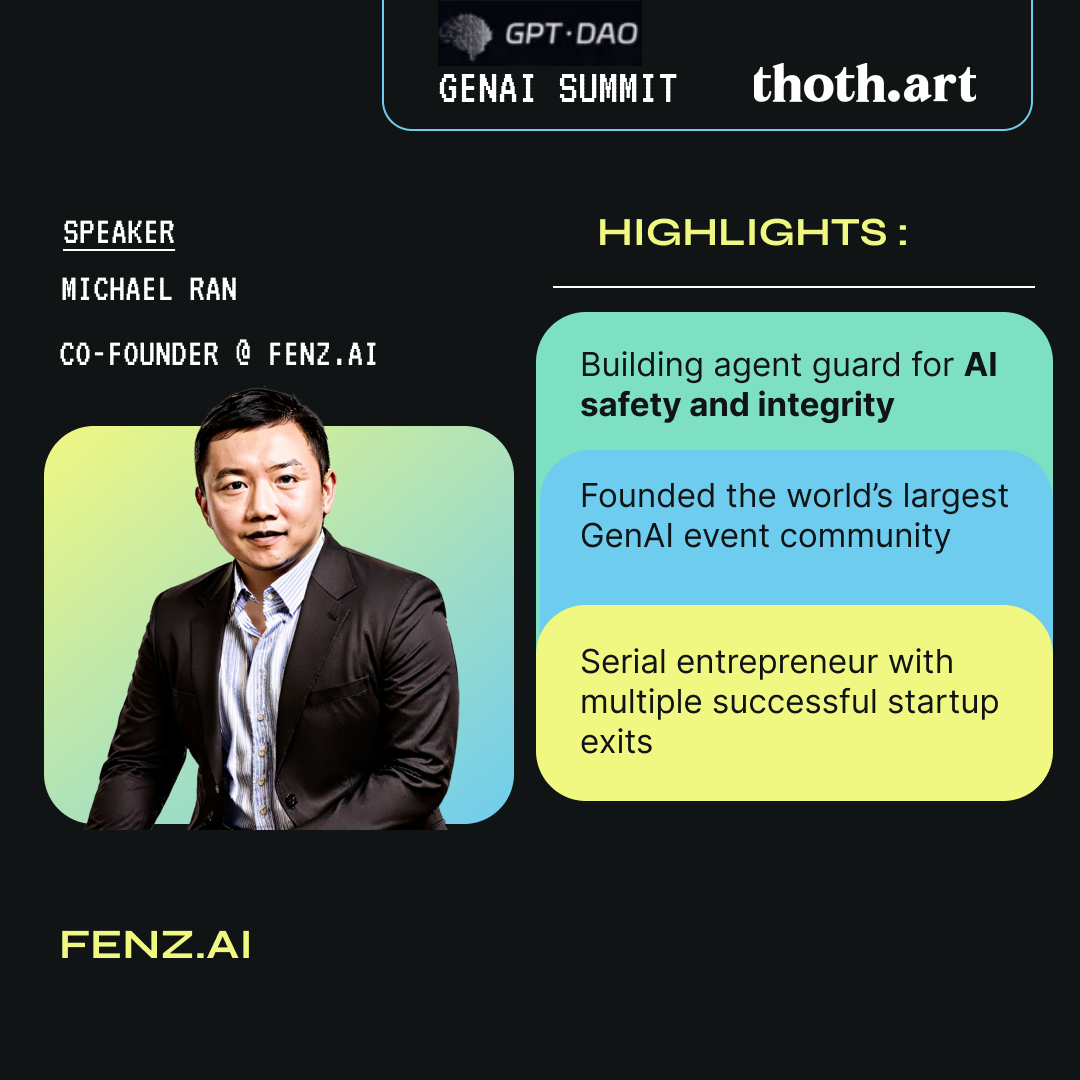 GPT·DAO
GENAI SUMMIT
thoth.art
SPEAKER
MICHAEL RAN
CO-FOUNDER @ FENZ.AI
HIGHLIGHTS :
Building agent guard for AI
safety and integrity
Founded the world’s largest
GenAI event community
Serial entrepreneur with
multiple successful startup
exits
FENZ.AI